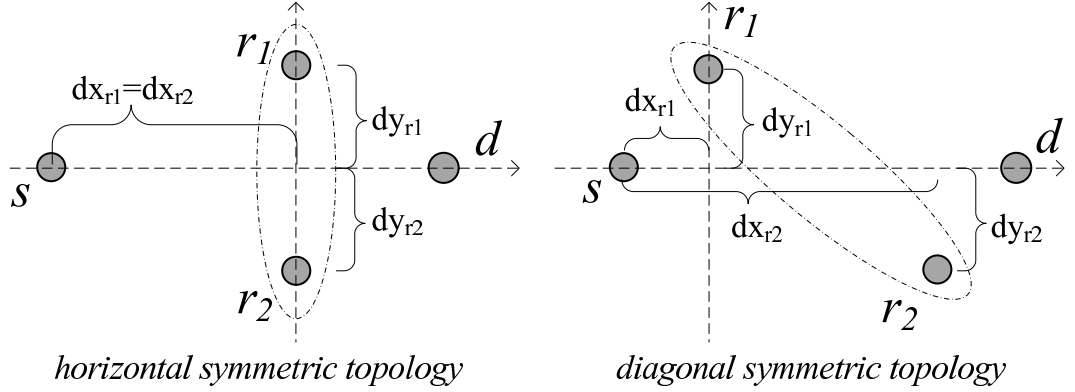 r1
dxr1=dxr2
dyr1
s
d
dyr2
r2
horizontal symmetric topology
r1
dxr1
dyr1
s
d
dxr2
dyr2
r2
diagonal symmetric topology